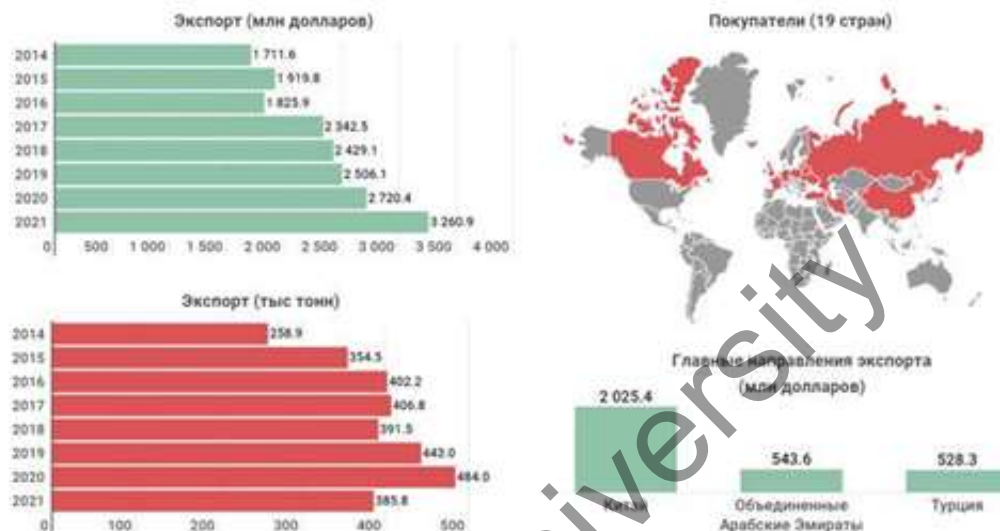 Экспорт (млн долларов)
2014 1 711.6
2015 1 919.8
2016 1 825.9
2017 2 342.5
2018 2 429.1
2019 2 506.1
2020 2 720.4
2021 3 260.9
0 500 1 000 1 500 2 000 2 500 3 000 3 500 4 000
Экспорт (тыс тонн)
2014 258.9
2015 354.5
2016 402.2
2017 406.8
2018 391.5
2019 443.0
2020 484.0
2021 385.8
0 100 200 300 400 500
Покупатели (19 стран)
Главные направления экспорта
(млн долларов)
2 025.4 543.6 528.3
Китай Объединенные Турция
Арабские Эмираты
iversity